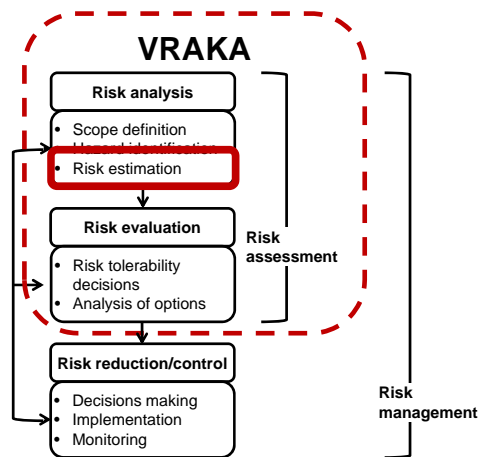 VRAKA
Risk analysis
• Scope definition
• Hazard identification
• Risk estimation
Risk evaluation
• Risk tolerability
decisions
• Analysis of options
Risk
assessment
Risk reduction/control
• Decisions making
• Implementation
• Monitoring
Risk
management